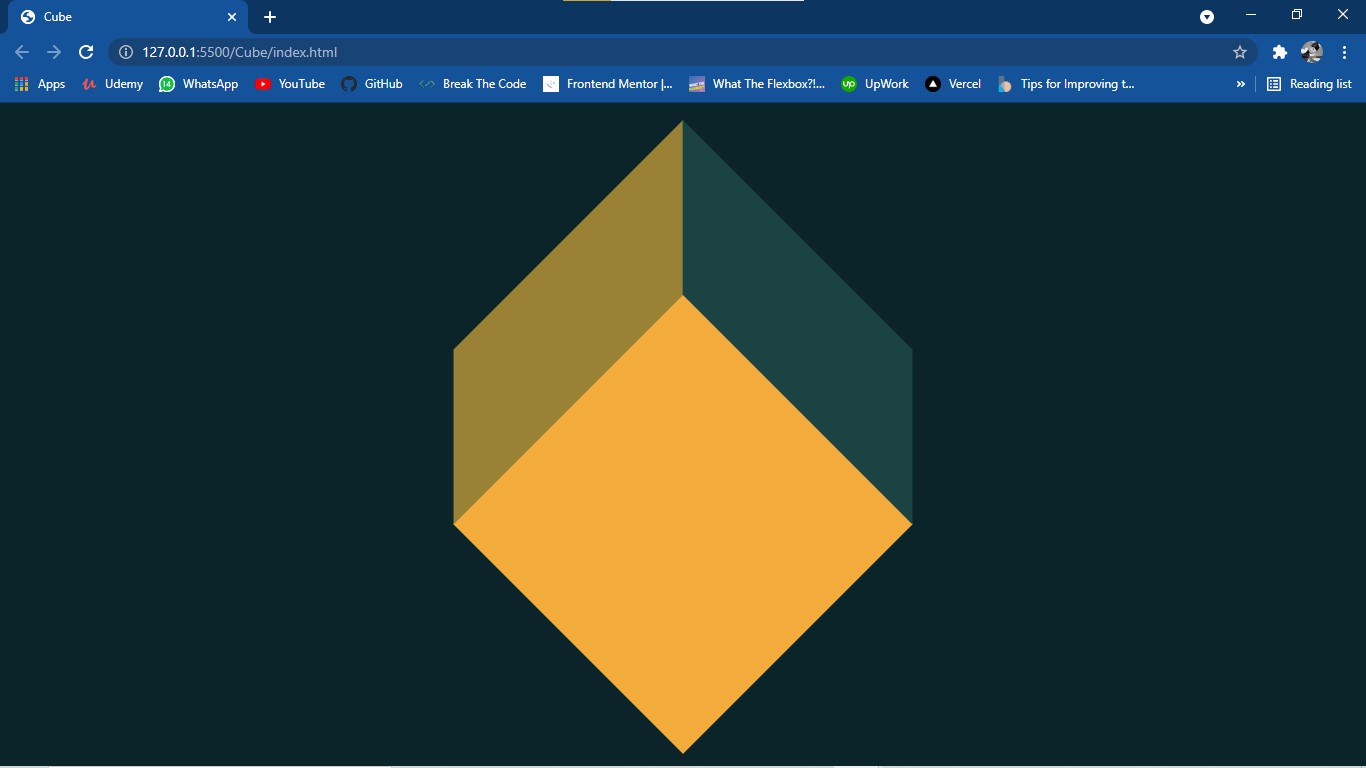 Cube
127.0.0.1:5500/Cube/index.html
Apps Udemy 14 WhatsApp YouTube GitHub Break The Code Frontend Mentor |... What The Flexbox?!... up UpWork Vercel Tips for Improving t... » Reading list